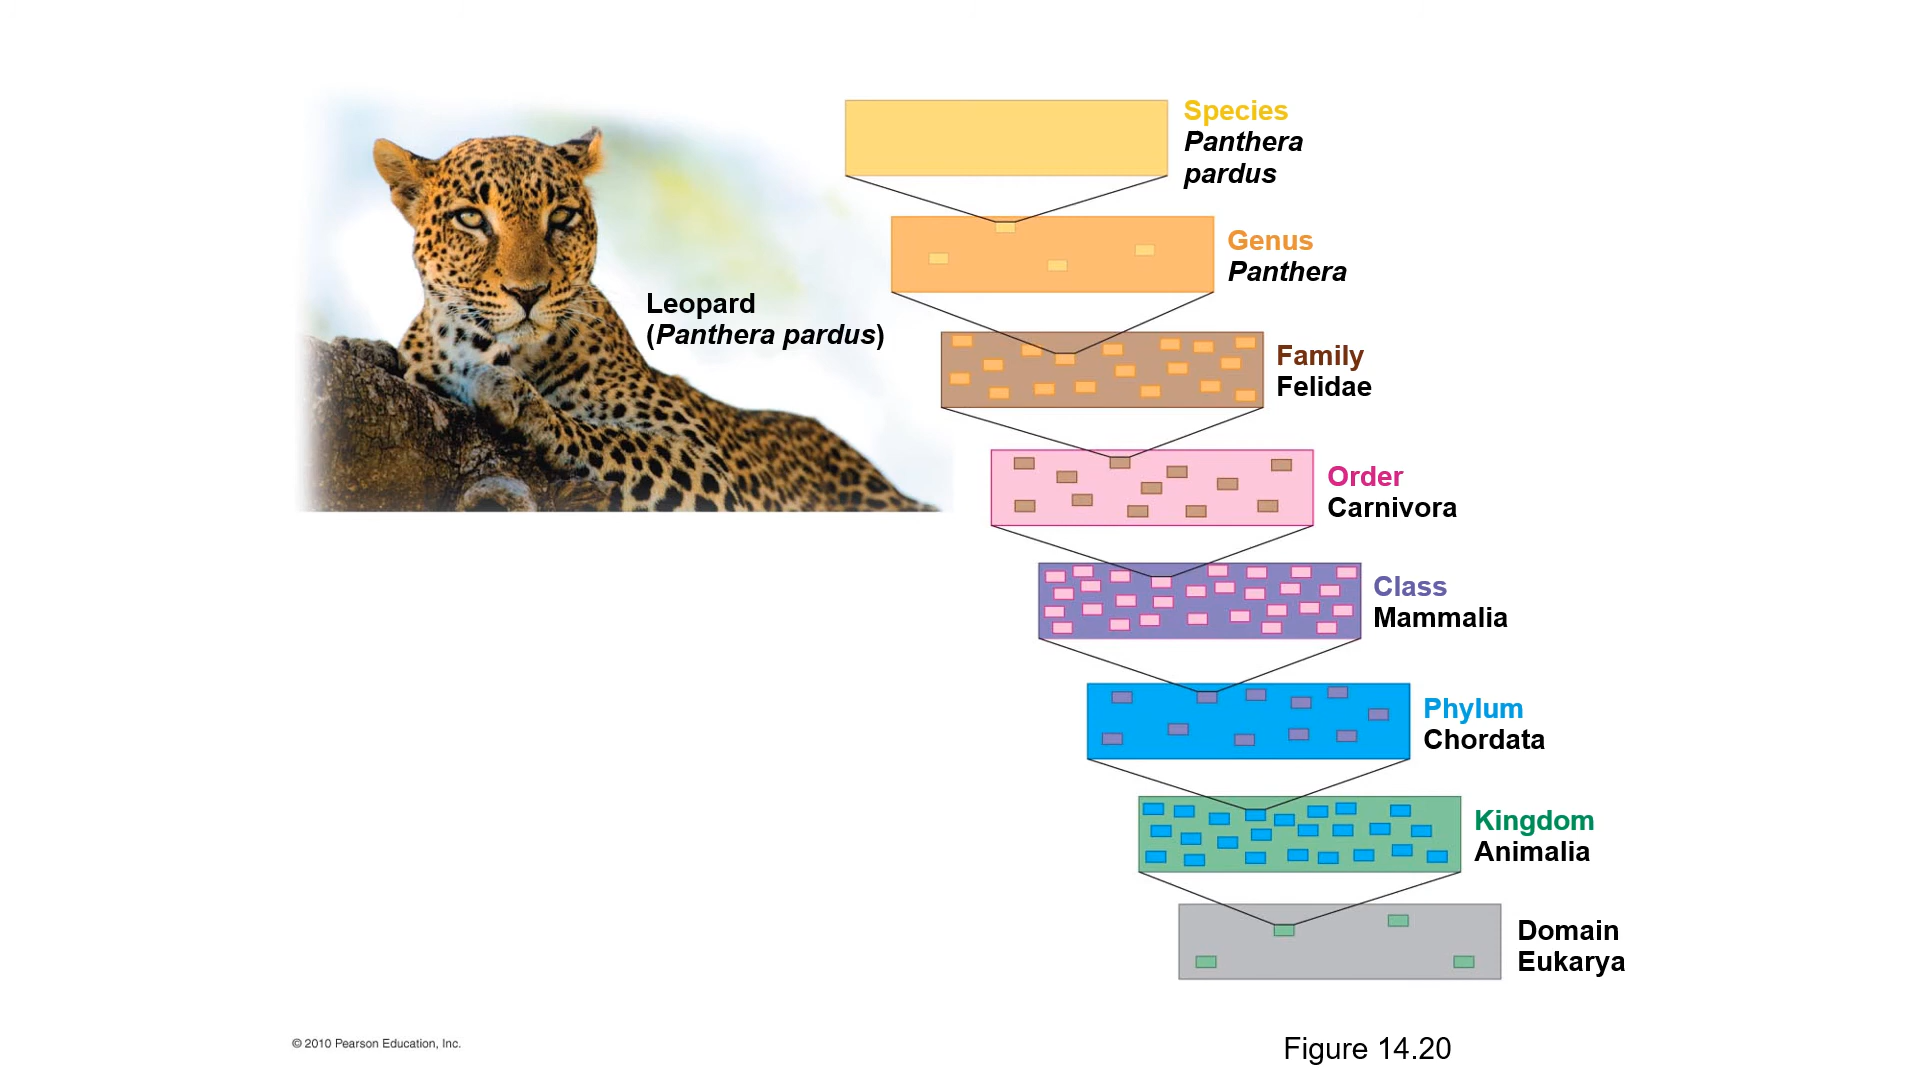 Species
Panthera
pardus
Genus
Panthera
Leopard
(Panthera pardus)
Family
Felidae
Order
Carnivora
Class
Mammalia
Phylum
Chordata
Kingdom
Animalia
Domain
Eukarya
© 2010 Pearson Education, Inc.
Figure 14.20